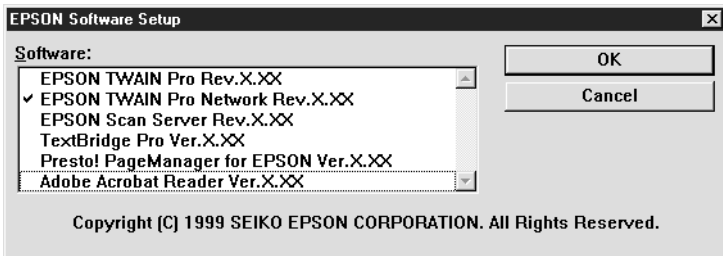 EPSON Software Setup
Software:
EPSON TWAIN Pro Rev.X.XX
✓ EPSON TWAIN Pro Network Rev.X.XX
EPSON Scan Server Rev.X.XX
TextBridge Pro Ver.X.XX
Presto! PageManager for EPSON Ver.X.XX
Adobe Acrobat Reader Ver.X.XX
OK
Cancel
Copyright (C) 1999 SEIKO EPSON CORPORATION. All Rights Reserved.